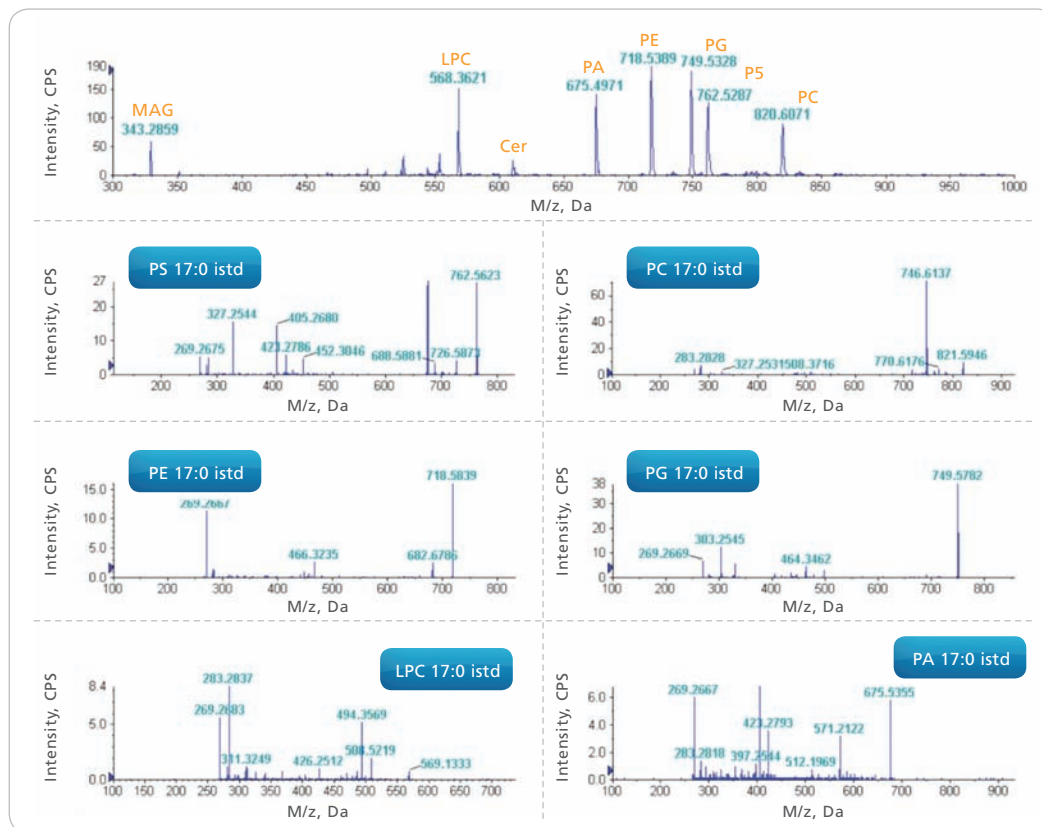 Intensity, CPS
190
150
100
50
0
MAG
343.2859
LPC
568.3621
Cer
PA
675.4971
PE
718.5389
PG
749.5328
P5
762.5287
PC
820.6071
300 350 400 450 500 550 600 650 700 750 800 850 900 950 1000
M/z, Da
PS 17:0 istd
Intensity, CPS
27
20
10
0
762.5623
327.2544
405.2680
269.2675
423.2786
452.3046
688.5881
726.5873
200 300 400 500 600 700 800
M/z, Da
PC 17:0 istd
Intensity, CPS
60
40
20
0
746.6137
283.2828
327.2531508.3716
770.6176
821.5946
100 200 300 400 500 600 700 800 900
M/z, Da
PE 17:0 istd
Intensity, CPS
15.0
10.0
5.0
0.0
718.5839
269.2667
466.3235
682.6786
100 200 300 400 500 600 700 800
M/z, Da
PG 17:0 istd
Intensity, CPS
38
30
20
10
0
749.5782
303.2545
269.2669
464.3462
100 200 300 400 500 600 700 800
M/z, Da
LPC 17:0 istd
Intensity, CPS
8.4
5.0
0.0
283.2837
269.2683
494.3569
508.5219
311.3249
426.2512
569.1333
100 150 200 250 300 350 400 450 500 550 600 650 700
M/z, Da
PA 17:0 istd
Intensity, CPS
6.0
4.0
2.0
0.0
269.2667
675.5355
423.2793
571.2122
283.2818
397.2544
512.1969
100 200 300 400 500 600 700 800 900
M/z, Da